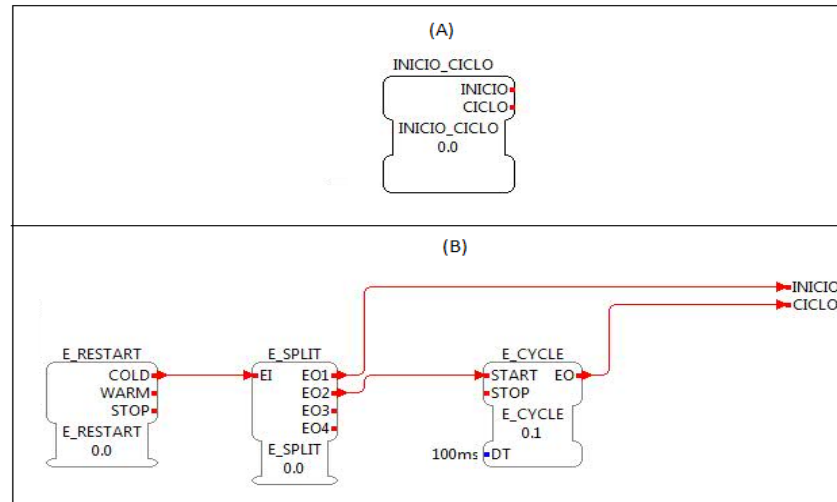 (A)
INICIO_CICLO
INICIO
CICLO
INICIO_CICLO
0.0
(B)
INICIO
CICLO
E_RESTART
COLD
WARM
STOP
E_RESTART
0.0
E_SPLIT
EI EO1
EO2
EO3
EO4
E_SPLIT
0.0
E_CYCLE
START EO
STOP
E_CYCLE
0.1
100ms DT